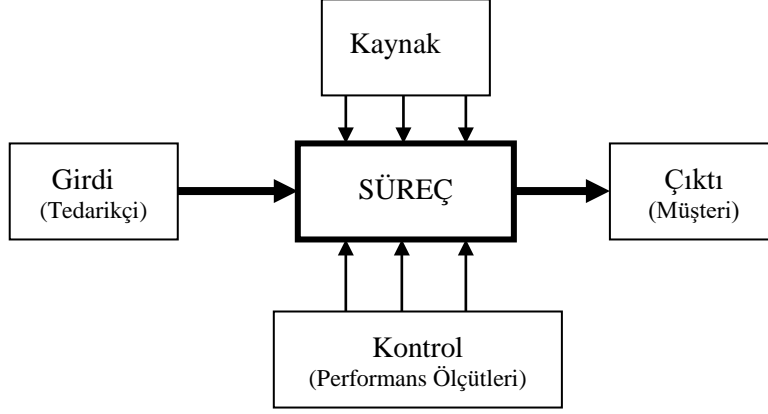 Kaynak
Girdi
(Tedarikçi)
SÜREÇ
Çıktı
(Müşteri)
Kontrol
(Performans Ölçütleri)